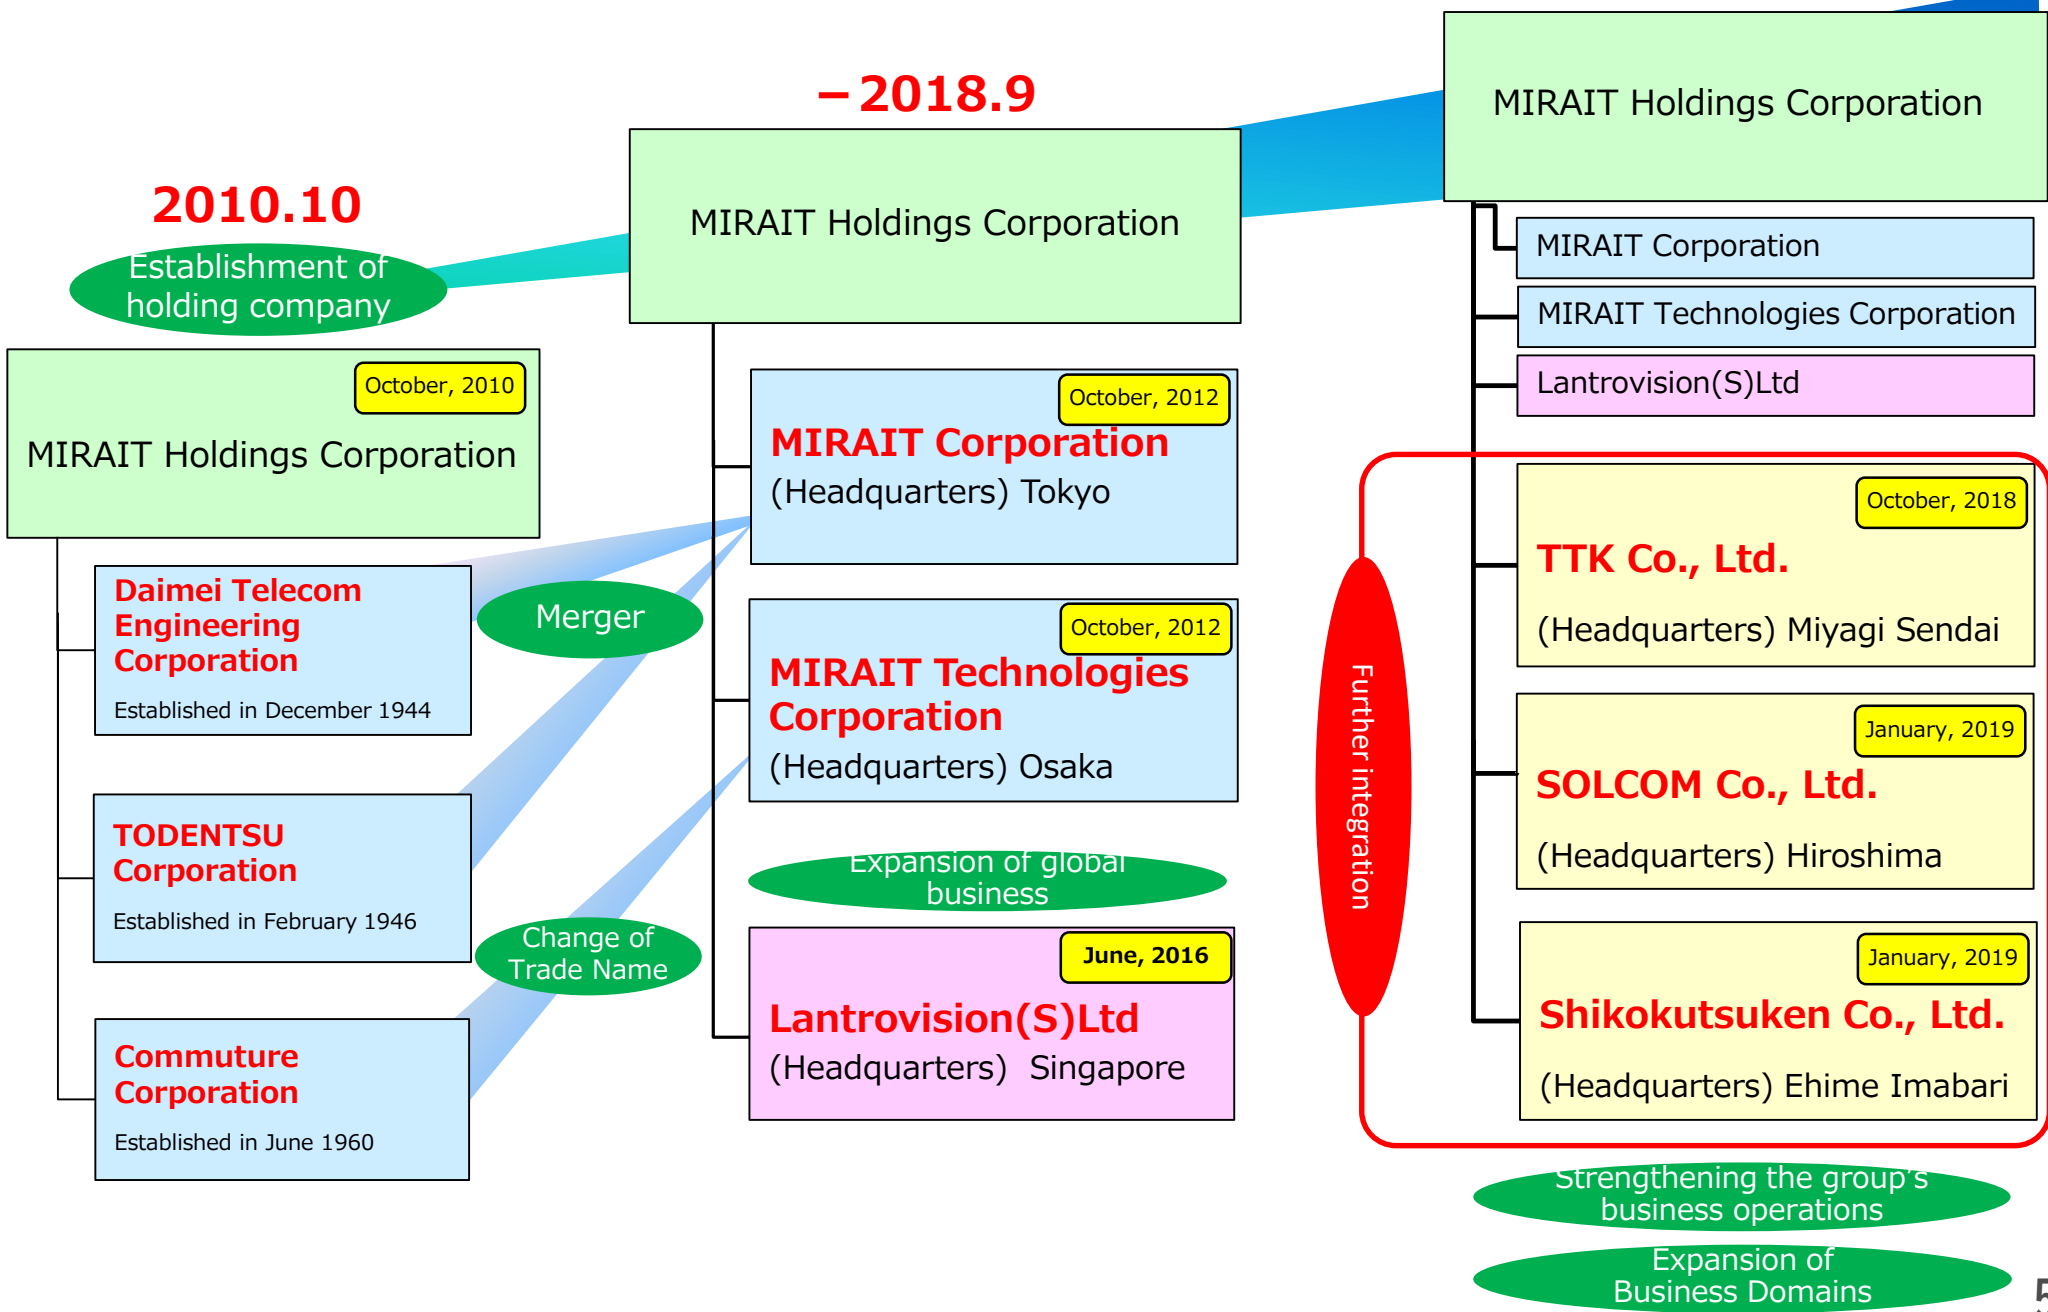 2010.10
Establishment of
holding company
October, 2010
MIRAIT Holdings Corporation
Daimei Telecom
Engineering
Corporation
Established in December 1944
TODENTSU
Corporation
Established in February 1946
Commuture
Corporation
Established in June 1960
Merger
Change of
Trade Name
–2018.9
MIRAIT Holdings Corporation
October, 2012
MIRAIT Corporation
(Headquarters) Tokyo
October, 2012
MIRAIT Technologies
Corporation
(Headquarters) Osaka
Expansion of global
business
June, 2016
Lantrovision(S)Ltd
(Headquarters) Singapore
MIRAIT Holdings Corporation
MIRAIT Corporation
MIRAIT Technologies Corporation
Lantrovision(S)Ltd
Further integration
October, 2018
TTK Co., Ltd.
(Headquarters) Miyagi Sendai
January, 2019
SOLCOM Co., Ltd.
(Headquarters) Hiroshima
January, 2019
Shikokutsuken Co., Ltd.
(Headquarters) Ehime Imabari
Strengthening the group's
business operations
Expansion of
Business Domains